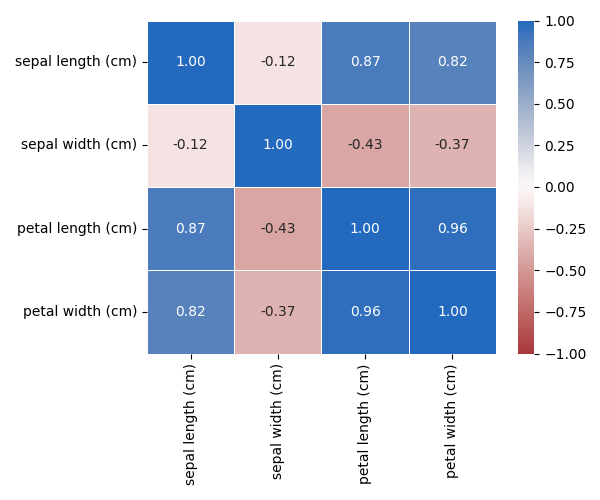 sepal length (cm) 1.00 -0.12 0.87 0.82
sepal width (cm) -0.12 1.00 -0.43 -0.37
petal length (cm) 0.87 -0.43 1.00 0.96
petal width (cm) 0.82 -0.37 0.96 1.00
sepal length (cm)
sepal width (cm)
petal length (cm)
petal width (cm)
1.00
0.75
0.50
0.25
0.00
−0.25
−0.50
−0.75
−1.00